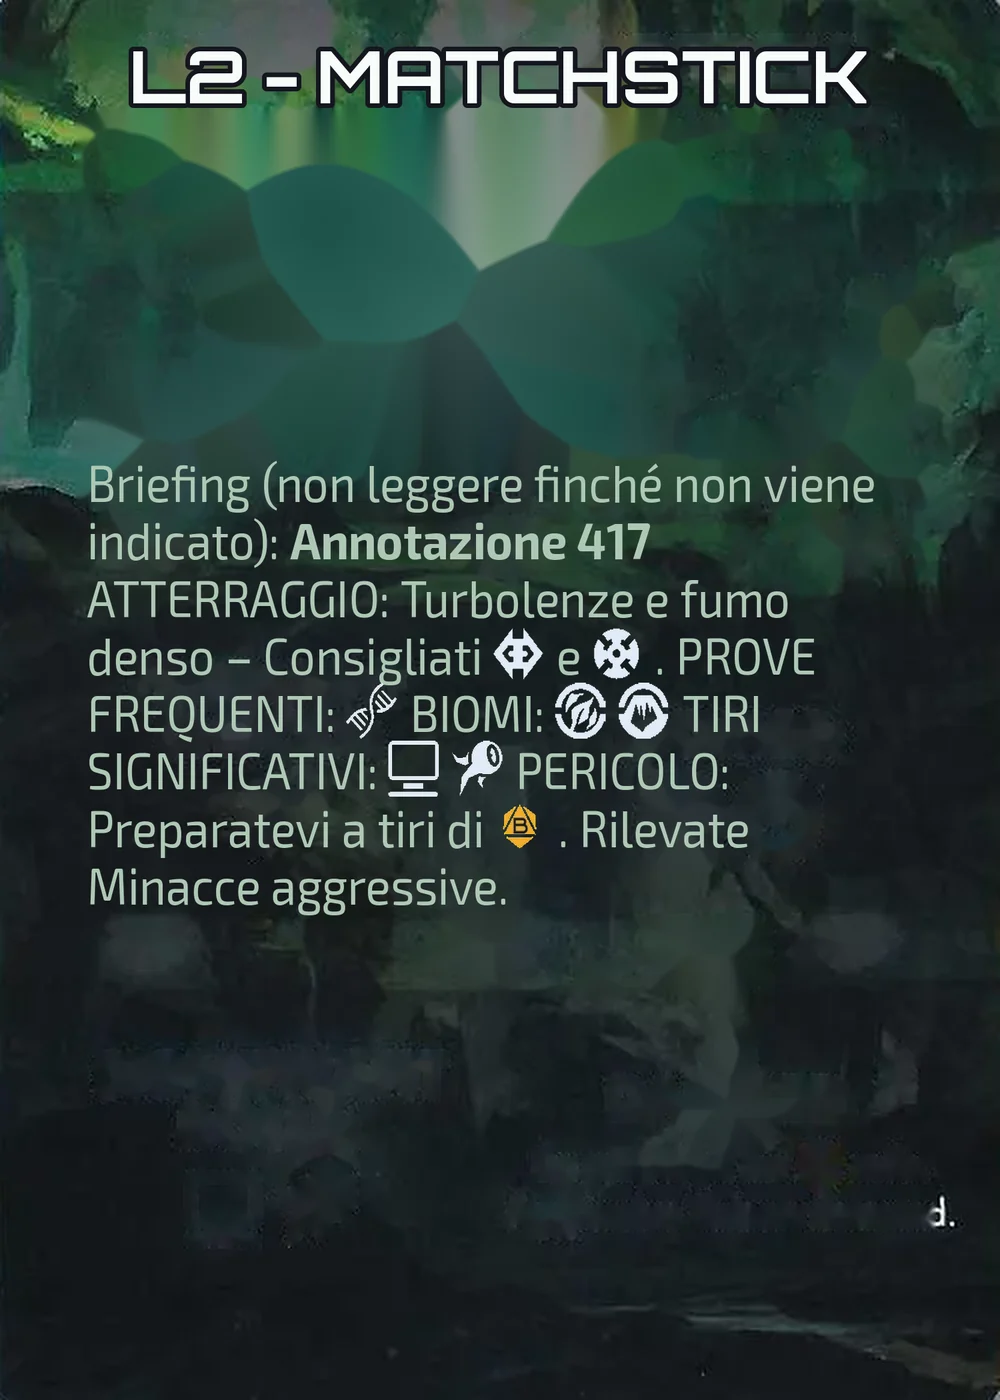 L2 - MATCHSTICK
Briefing (non leggere finché non viene
indicato): Annotazione 417
ATTERRAGGIO: Turbolenze e fumo
denso – Consigliati e . PROVE
FREQUENTI: BIOMI: TIRI
SIGNIFICATIVI: PERICOLO:
Preparatevi a tiri di B . Rilevate
Minacce aggressive.
d.